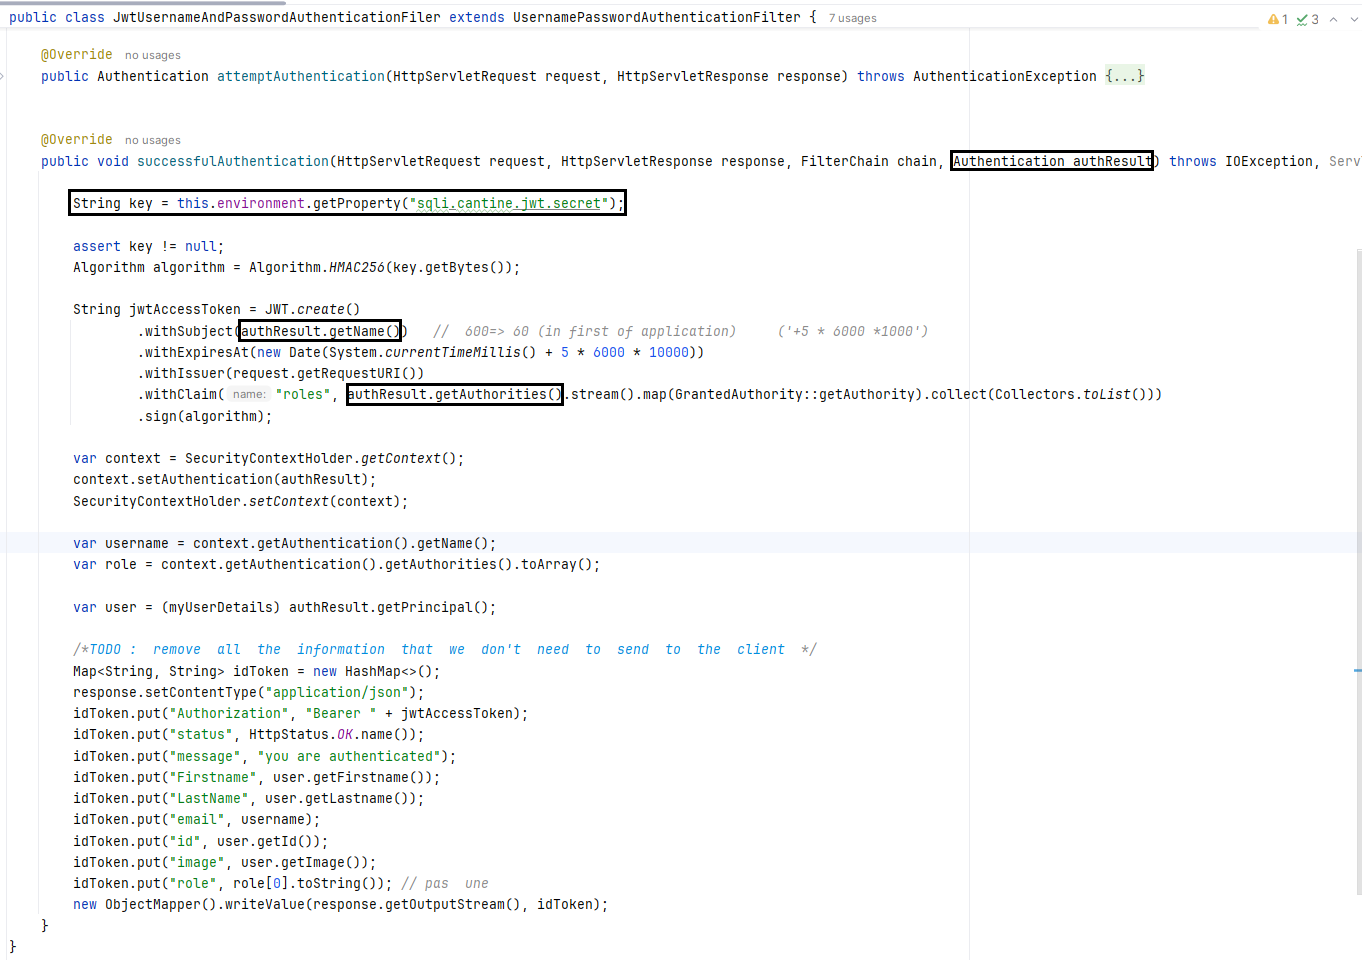 public class JwtUsernameAndPasswordAuthenticationFiler extends UsernamePasswordAuthenticationFilter {  7 usages
1 3
@Override  no usages
public Authentication attemptAuthentication(HttpServletRequest request, HttpServletResponse response) throws AuthenticationException {...}
@Override  no usages
public void successfulAuthentication(HttpServletRequest request, HttpServletResponse response, FilterChain chain, Authentication authResult) throws IOException, Serv
String key = this.environment.getProperty("sqli.cantine.jwt.secret");
assert key != null;
Algorithm algorithm = Algorithm.HMAC256(key.getBytes());
String jwtAccessToken = JWT.create()
.withSubject(authResult.getName())   //  600=> 60 (in first of application)     ('+5 * 6000 *1000')
.withExpiresAt(new Date(System.currentTimeMillis() + 5 * 6000 * 10000))
.withIssuer(request.getRequestURI())
.withClaim( name: "roles", authResult.getAuthorities().stream().map(GrantedAuthority::getAuthority).collect(Collectors.toList()))
.sign(algorithm);
var context = SecurityContextHolder.getContext();
context.setAuthentication(authResult);
SecurityContextHolder.setContext(context);
var username = context.getAuthentication().getName();
var role = context.getAuthentication().getAuthorities().toArray();
var user = (myUserDetails) authResult.getPrincipal();
/*TODO :  remove  all  the  information  that  we  don't  need  to  send  to  the  client  */
Map<String, String> idToken = new HashMap<>();
response.setContentType("application/json");
idToken.put("Authorization", "Bearer " + jwtAccessToken);
idToken.put("status", HttpStatus.OK.name());
idToken.put("message", "you are authenticated");
idToken.put("Firstname", user.getFirstname());
idToken.put("LastName", user.getLastname());
idToken.put("email", username);
idToken.put("id", user.getId());
idToken.put("image", user.getImage());
idToken.put("role", role[0].toString()); // pas  une
new ObjectMapper().writeValue(response.getOutputStream(), idToken);
}
}